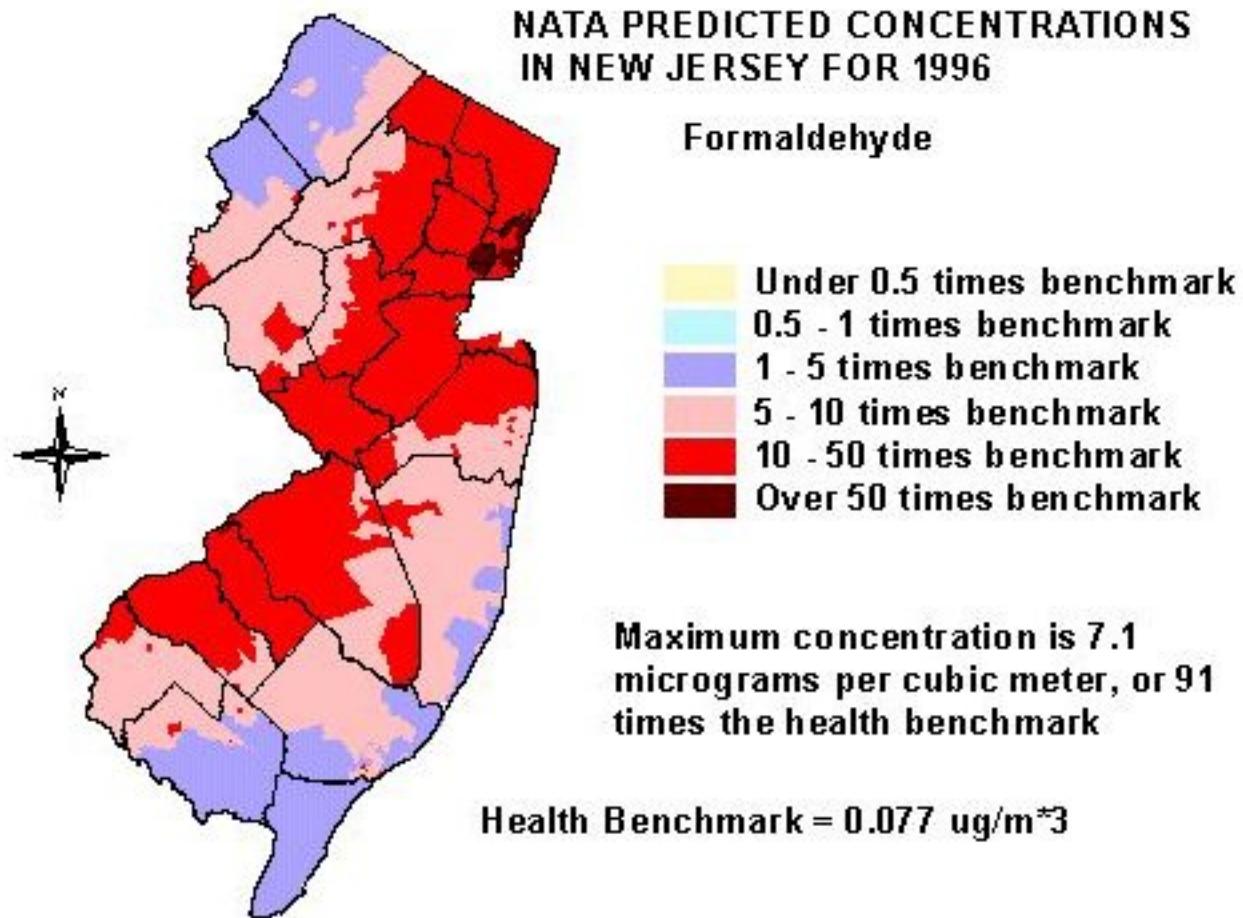 NATA PREDICTED CONCENTRATIONS
IN NEW JERSEY FOR 1996
Formaldehyde
Under 0.5 times benchmark
0.5 - 1 times benchmark
1 - 5 times benchmark
5 - 10 times benchmark
10 - 50 times benchmark
Over 50 times benchmark
N
Maximum concentration is 7.1
micrograms per cubic meter, or 91
times the health benchmark
Health Benchmark = 0.077 ug/m*3